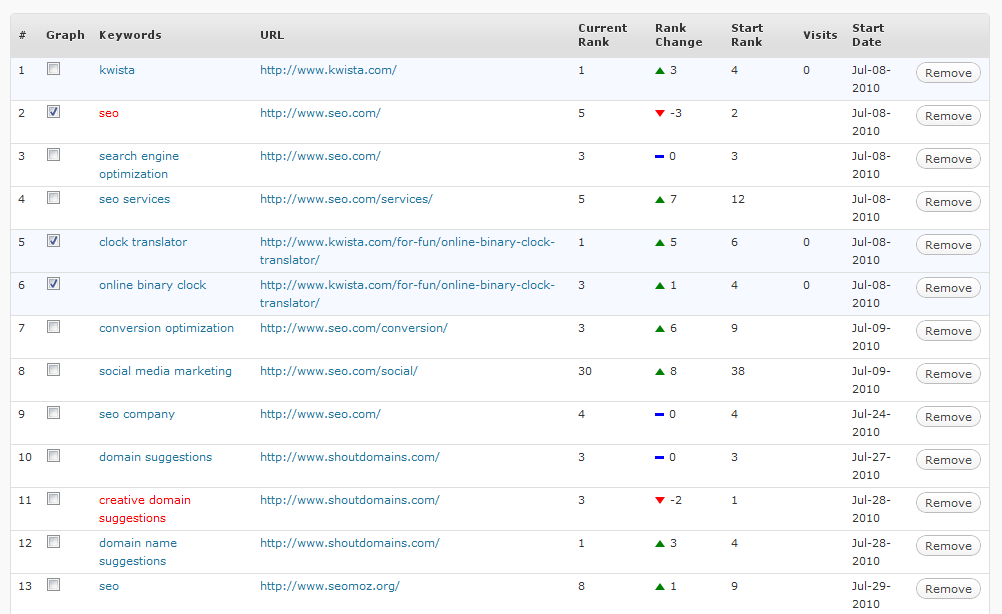 # Graph Keywords URL Current Rank Rank Change Start Rank Visits Start Date
1 kwista http://www.kwista.com/ 1 3 4 0 Jul-08-2010 Remove
2 seo http://www.seo.com/ 5 -3 2 Jul-08-2010 Remove
3 search engine optimization http://www.seo.com/ 3 0 3 Jul-08-2010 Remove
4 seo services http://www.seo.com/services/ 5 7 12 Jul-08-2010 Remove
5 clock translator http://www.kwista.com/for-fun/online-binary-clock-translator/ 1 5 6 0 Jul-08-2010 Remove
6 online binary clock http://www.kwista.com/for-fun/online-binary-clock-translator/ 3 1 4 0 Jul-08-2010 Remove
7 conversion optimization http://www.seo.com/conversion/ 3 6 9 Jul-09-2010 Remove
8 social media marketing http://www.seo.com/social/ 30 8 38 Jul-09-2010 Remove
9 seo company http://www.seo.com/ 4 0 4 Jul-24-2010 Remove
10 domain suggestions http://www.shoutdomains.com/ 3 0 3 Jul-27-2010 Remove
11 creative domain suggestions http://www.shoutdomains.com/ 3 -2 1 Jul-28-2010 Remove
12 domain name suggestions http://www.shoutdomains.com/ 1 3 4 Jul-28-2010 Remove
13 seo http://www.seomoz.org/ 8 1 9 Jul-29-2010 Remove